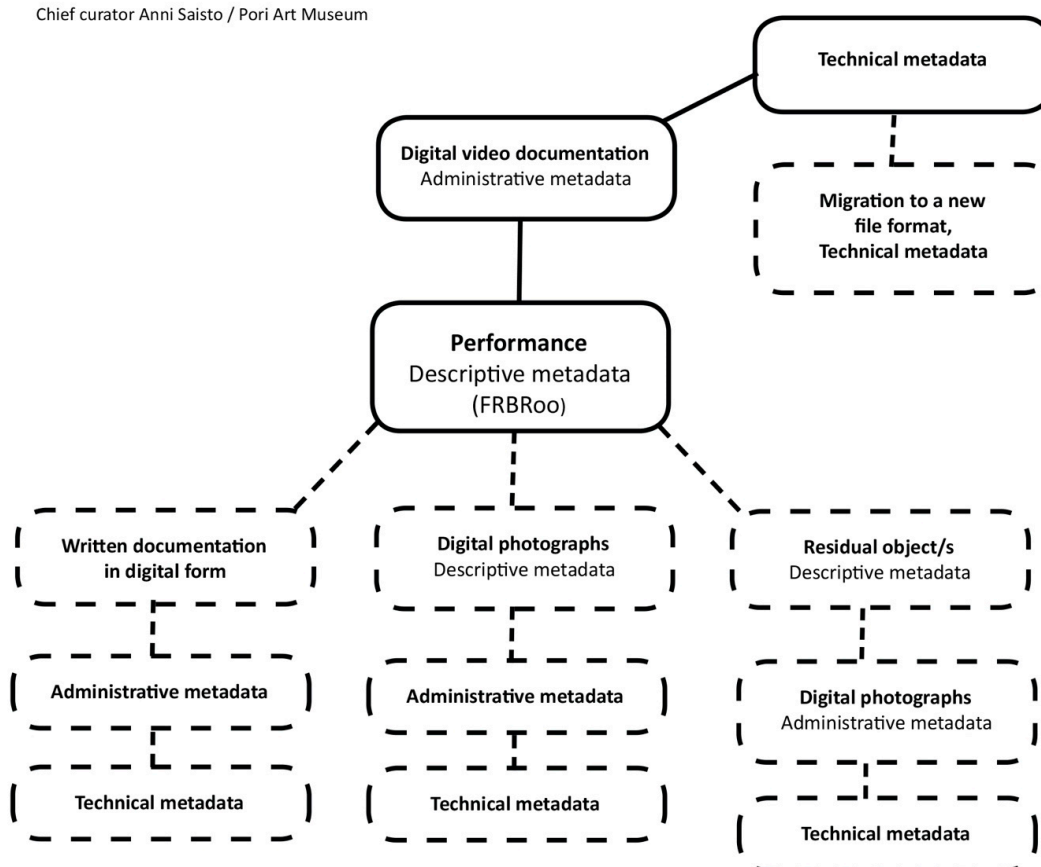 Chief curator Anni Saisto / Pori Art Museum
Technical metadata
Digital video documentation
Administrative metadata
Migration to a new
file format,
Technical metadata
Performance
Descriptive metadata
(FRBRoo)
Written documentation
in digital form
Digital photographs
Descriptive metadata
Residual object/s
Descriptive metadata
Administrative metadata
Administrative metadata
Digital photographs
Administrative metadata
Technical metadata
Technical metadata
Technical metadata